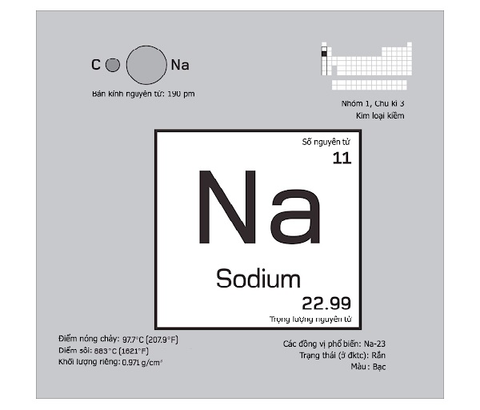 C Na
Bán kính nguyên tử: 190 pm
Nhóm 1, Chu kì 3
Kim loại kiềm
Số nguyên tử
11
Na
Sodium
22.99
Trọng lượng nguyên tử
Điểm nóng chảy: 97.7°C (207.9°F)
Điểm sôi: 883°C (1621°F)
Khối lượng riêng: 0.971 g/cm³
Các đồng vị phổ biến: Na-23
Trạng thái (ở đktc): Rắn
Màu: Bạc